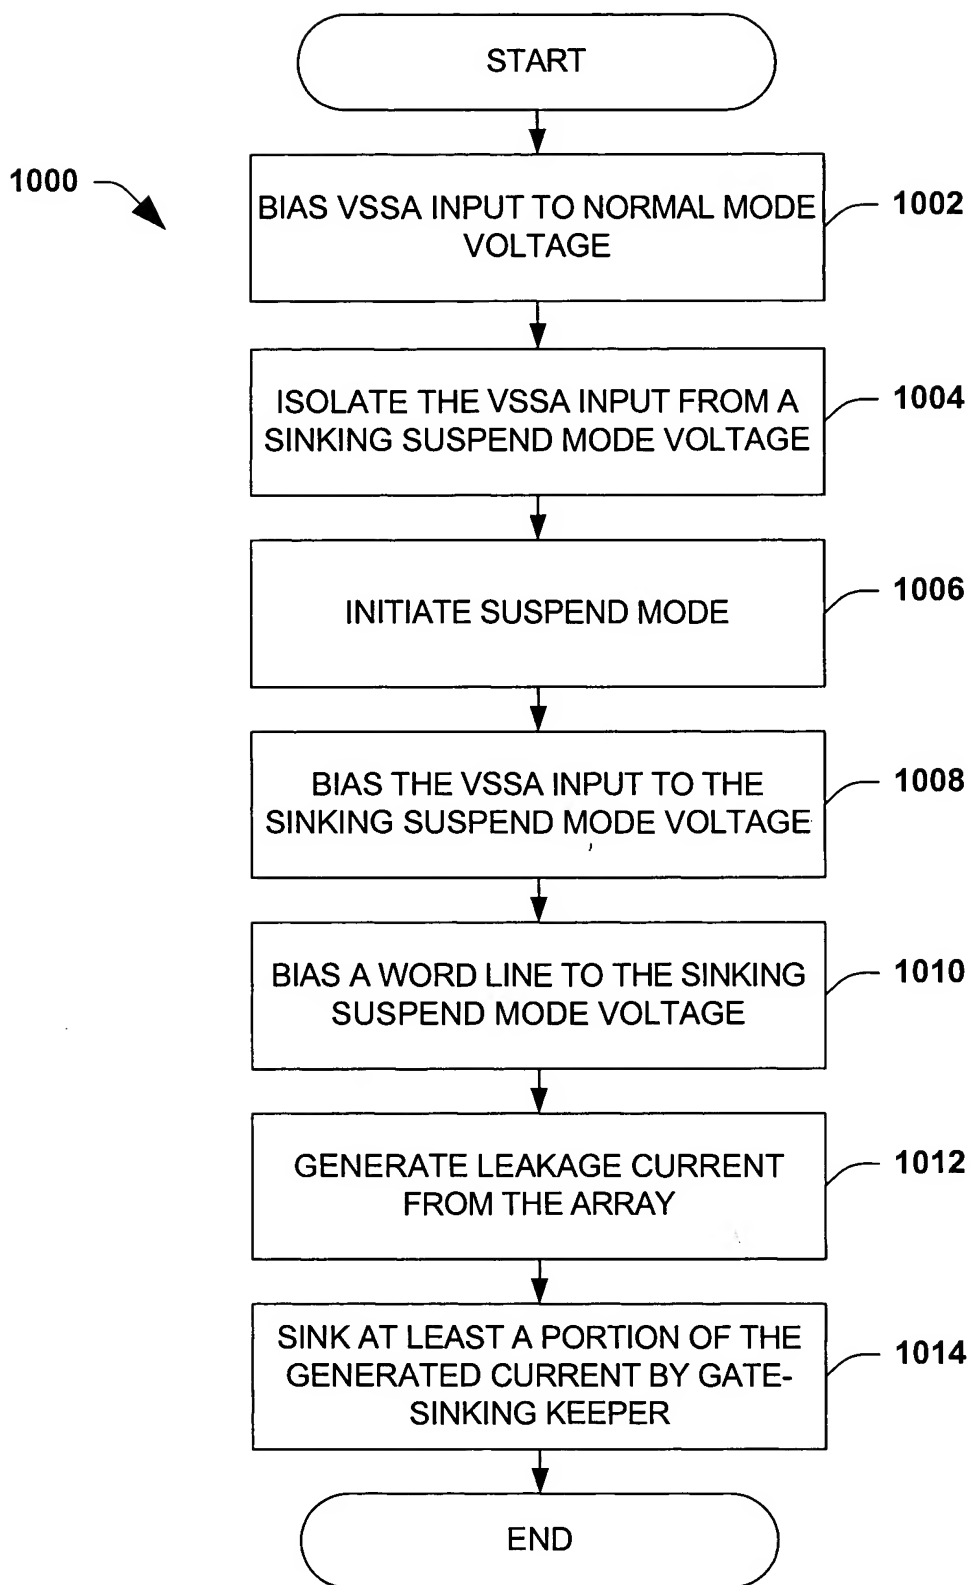 START
1000
BIAS VSSA INPUT TO NORMAL MODE
VOLTAGE
1002
ISOLATE THE VSSA INPUT FROM A
SINKING SUSPEND MODE VOLTAGE
1004
INITIATE SUSPEND MODE
1006
BIAS THE VSSA INPUT TO THE
SINKING SUSPEND MODE VOLTAGE
1008
BIAS A WORD LINE TO THE SINKING
SUSPEND MODE VOLTAGE
1010
GENERATE LEAKAGE CURRENT
FROM THE ARRAY
1012
SINK AT LEAST A PORTION OF THE
GENERATED CURRENT BY GATE-
SINKING KEEPER
1014
END